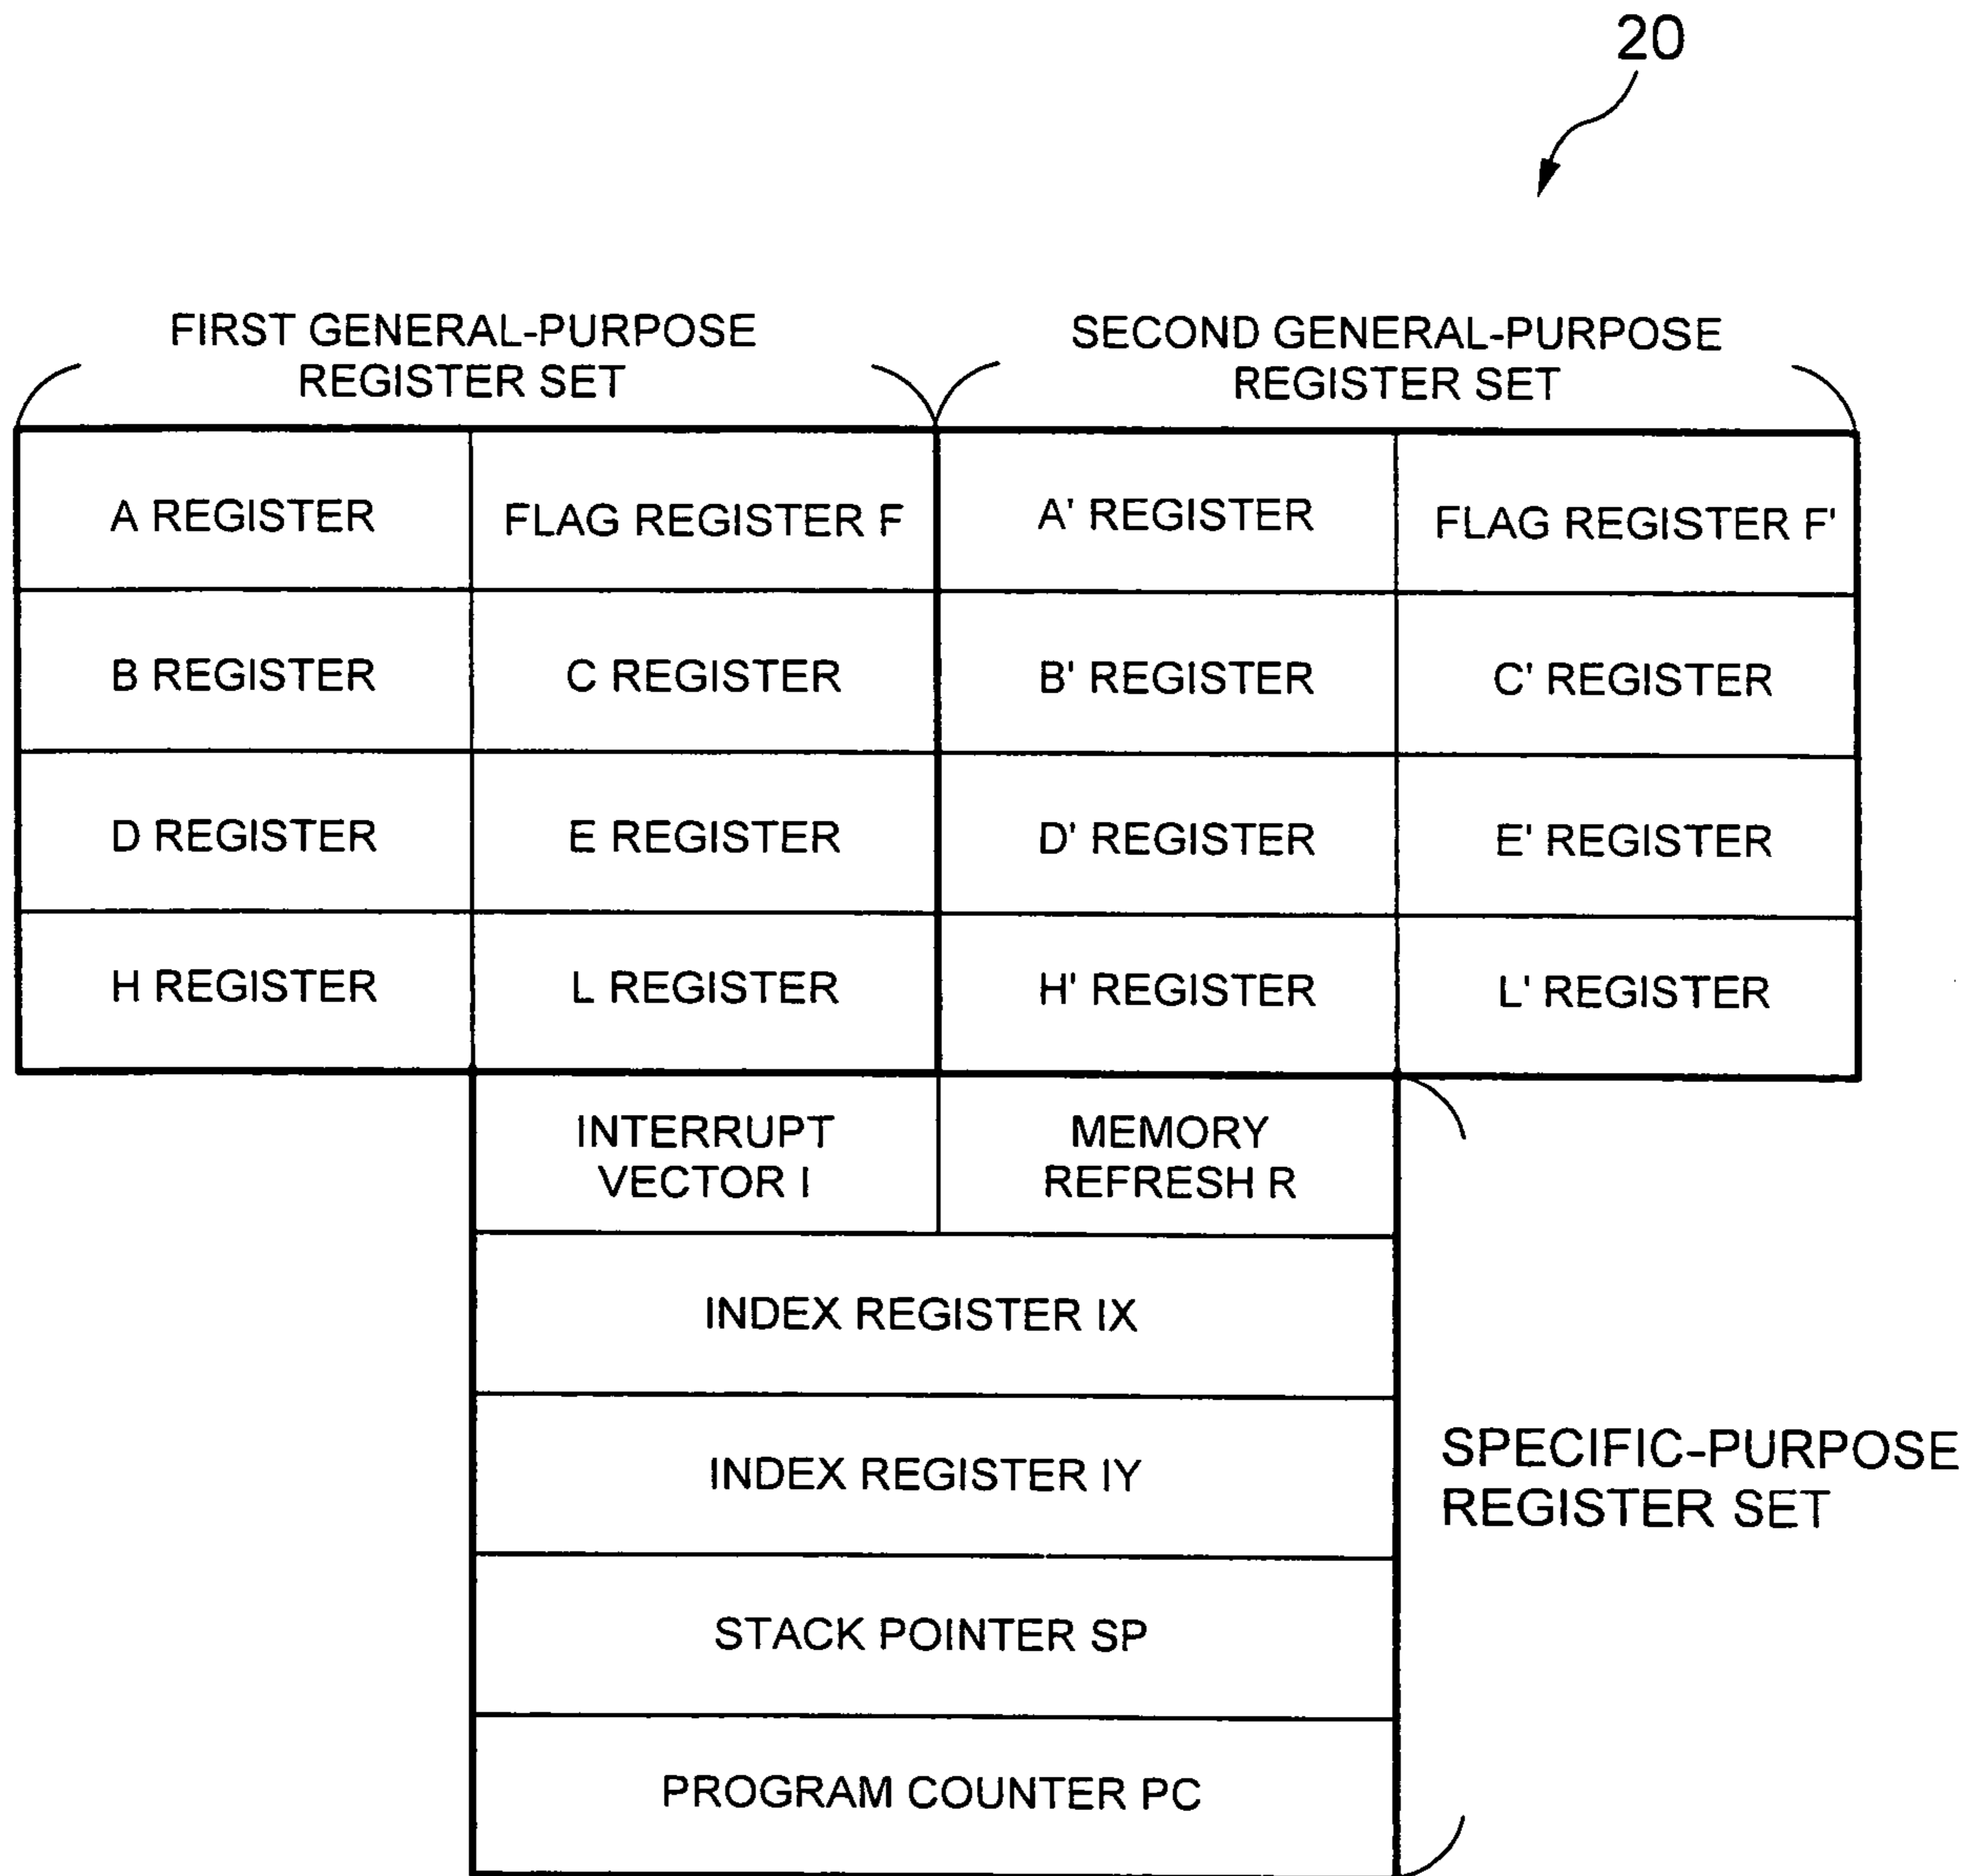 20
FIRST GENERAL-PURPOSE
REGISTER SET
SECOND GENERAL-PURPOSE
REGISTER SET
A REGISTER
FLAG REGISTER F
A' REGISTER
FLAG REGISTER F'
B REGISTER
C REGISTER
B' REGISTER
C' REGISTER
D REGISTER
E REGISTER
D' REGISTER
E' REGISTER
H REGISTER
L REGISTER
H' REGISTER
L' REGISTER
INTERRUPT
VECTOR I
MEMORY
REFRESH R
INDEX REGISTER IX
INDEX REGISTER IY
STACK POINTER SP
PROGRAM COUNTER PC
SPECIFIC-PURPOSE
REGISTER SET